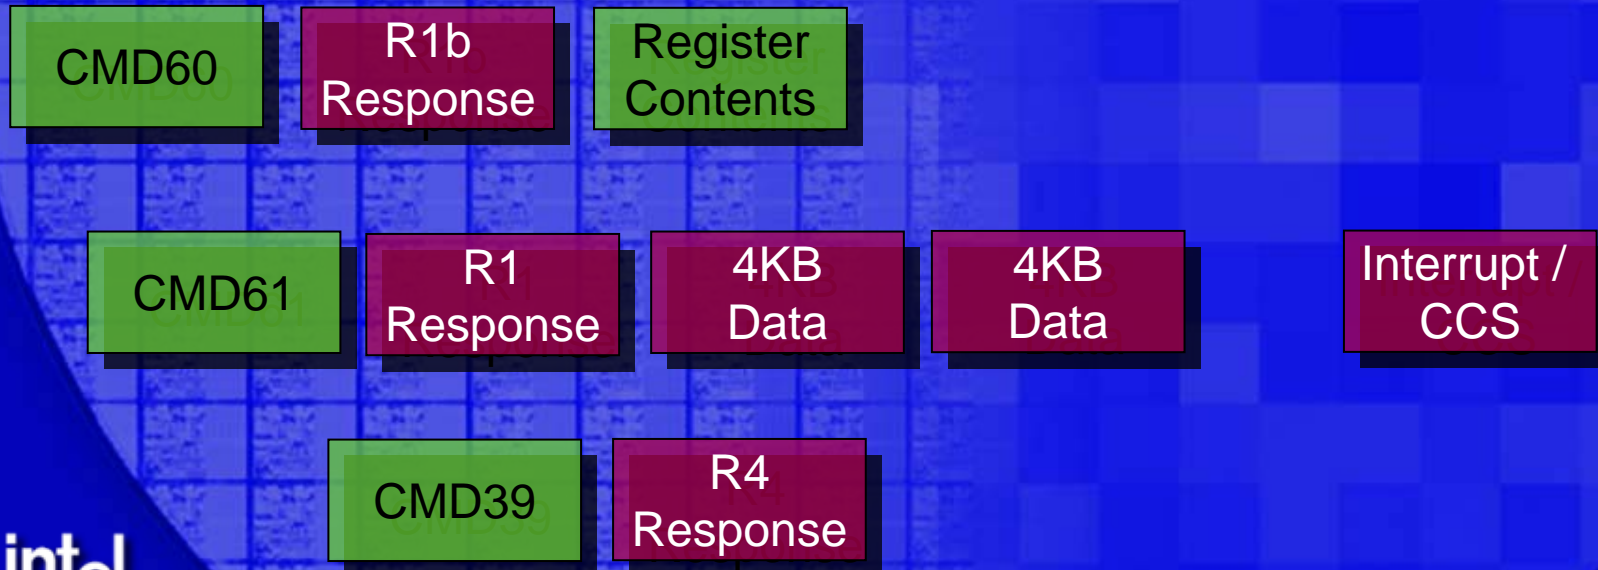 CMD60
R1b
Response
Register
Contents
CMD61
R1
Response
4KB
Data
4KB
Data
Interrupt /
CCS
CMD39
R4
Response
intel